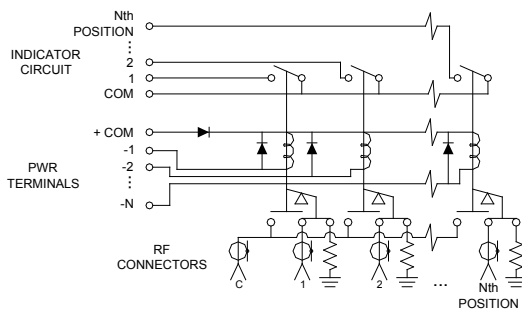 Nth
POSITION
⋮
2
1
COM
INDICATOR
CIRCUIT
+ COM
-1
-2
⋮
-N
PWR
TERMINALS
RF
CONNECTORS
C
1
2
...
Nth
POSITION